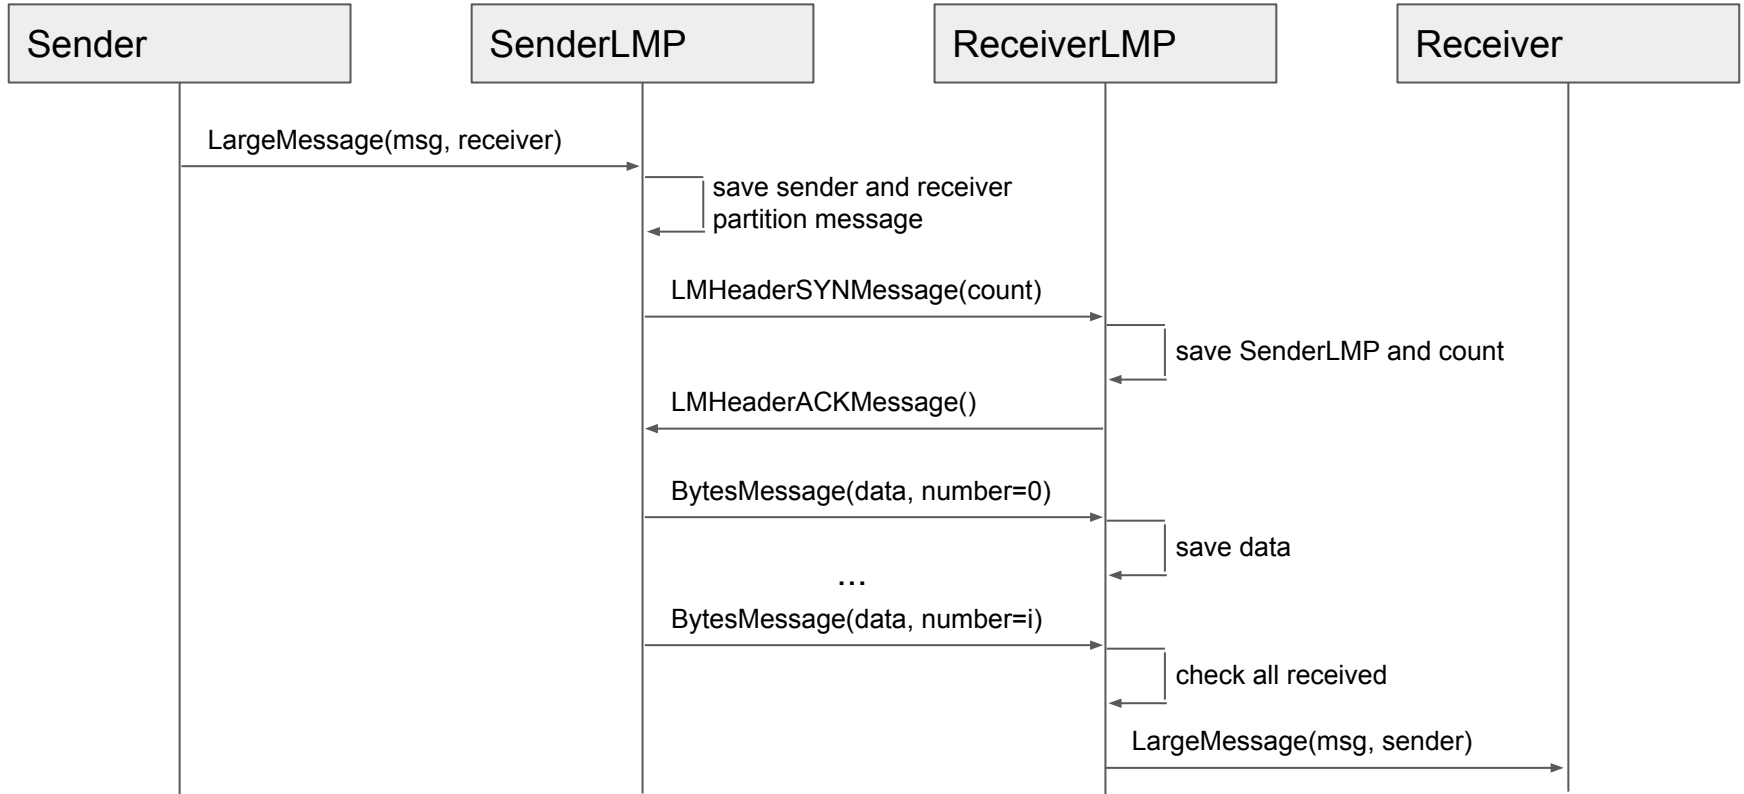 Sender
SenderLMP
ReceiverLMP
Receiver
LargeMessage(msg, receiver)
save sender and receiver
partition message
LMHeaderSYNMessage(count)
save SenderLMP and count
LMHeaderACKMessage()
BytesMessage(data, number=0)
save data
...
BytesMessage(data, number=i)
check all received
LargeMessage(msg, sender)